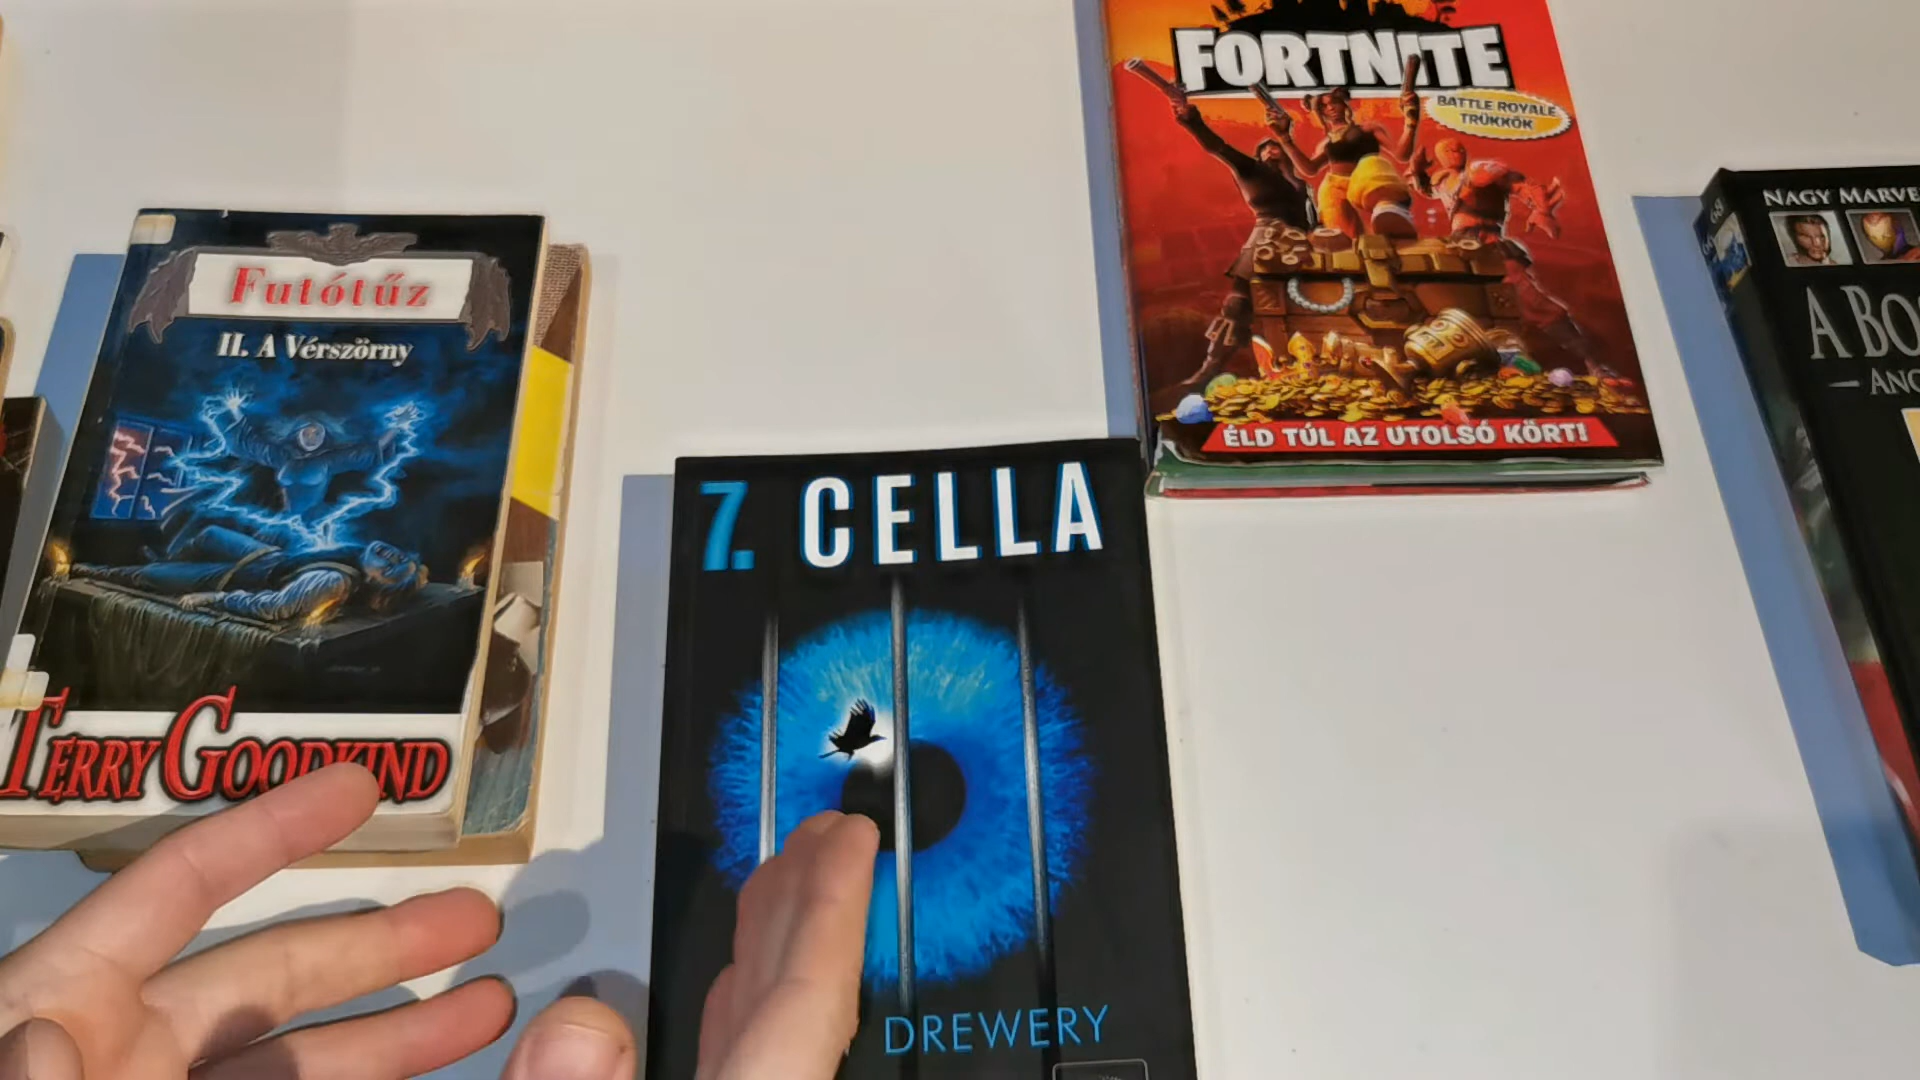 Futótűz
II. A Vérszörny
TERRY GOODKIND
7. CELLA
DREWERY
FORTNITE
BATTLE ROYALE
TRÜKKÖK
ÉLD TÚL AZ UTOLSÓ KÖRT!
68
NAGY MARVE
A BO